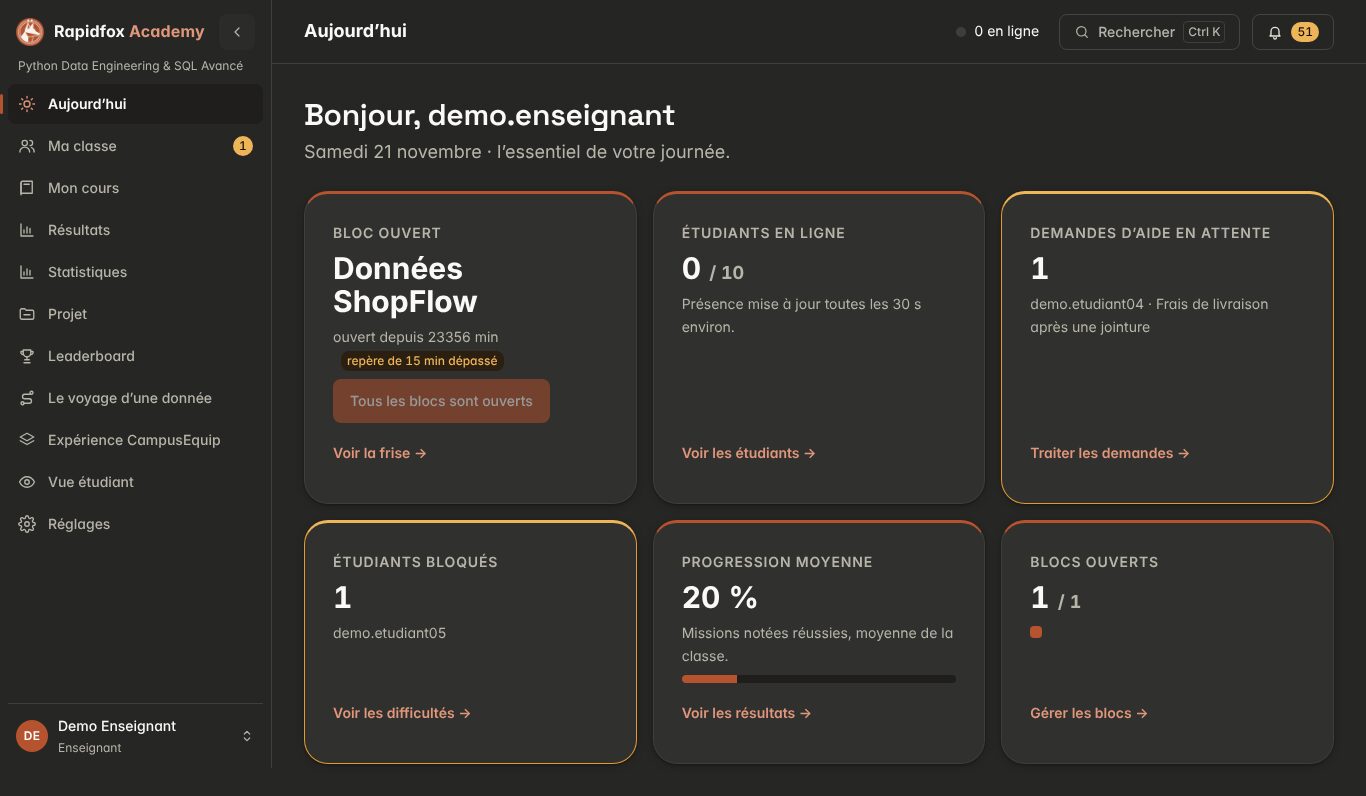 Rapidfox Academy
Python Data Engineering & SQL Avancé
Aujourd’hui
Ma classe 1
Mon cours
Résultats
Statistiques
Projet
Leaderboard
Le voyage d’une donnée
Expérience CampusEquip
Vue étudiant
Réglages
DE
Demo Enseignant
Enseignant
Aujourd’hui
0 en ligne
Rechercher Ctrl K
51
Bonjour, demo.enseignant
Samedi 21 novembre · l’essentiel de votre journée.
BLOC OUVERT
Données
ShopFlow
ouvert depuis 23356 min
repère de 15 min dépassé
Tous les blocs sont ouverts
Voir la frise →
ÉTUDIANTS EN LIGNE
0 / 10
Présence mise à jour toutes les 30 s
environ.
Voir les étudiants →
DEMANDES D’AIDE EN ATTENTE
1
demo.etudiant04 · Frais de livraison
après une jointure
Traiter les demandes →
ÉTUDIANTS BLOQUÉS
1
demo.etudiant05
Voir les difficultés →
PROGRESSION MOYENNE
20 %
Missions notées réussies, moyenne de la
classe.
Voir les résultats →
BLOCS OUVERTS
1 / 1
Gérer les blocs →